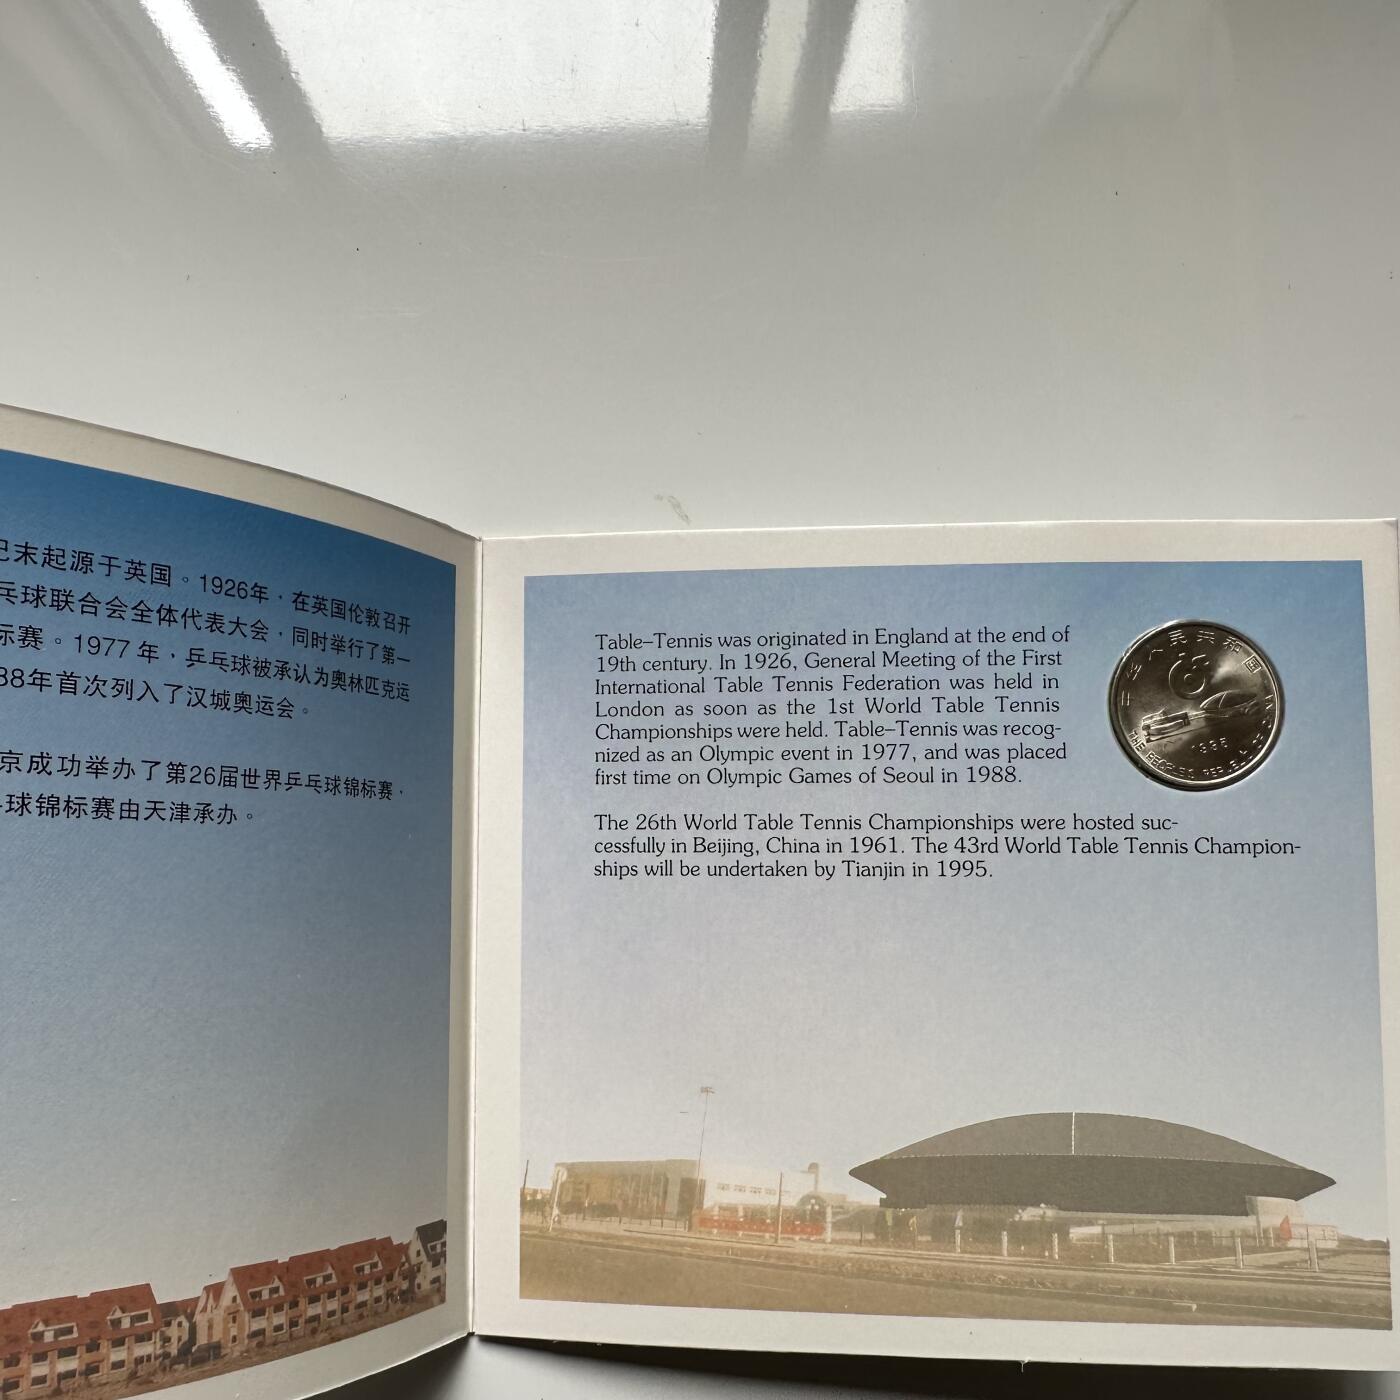 末起源于英国。1926年，在英国伦敦召开
乓球联合会全体代表大会，同时举行了第一
标赛。1977年，乒乓球被承认为奥林匹克运
88年首次列入了汉城奥运会。
京成功举办了第26届世界乒乓球锦标赛，
球锦标赛由天津承办。
Table–Tennis was originated in England at the end of
19th century. In 1926, General Meeting of the First
International Table Tennis Federation was held in
London as soon as the 1st World Table Tennis
Championships were held. Table–Tennis was recog-
nized as an Olympic event in 1977, and was placed
first time on Olympic Games of Seoul in 1988.
The 26th World Table Tennis Championships were hosted suc-
cessfully in Beijing, China in 1961. The 43rd World Table Tennis Champion-
ships will be undertaken by Tianjin in 1995.
中华人民共和国
1995
THE PEOPLE'S REPUBLIC OF CHINA